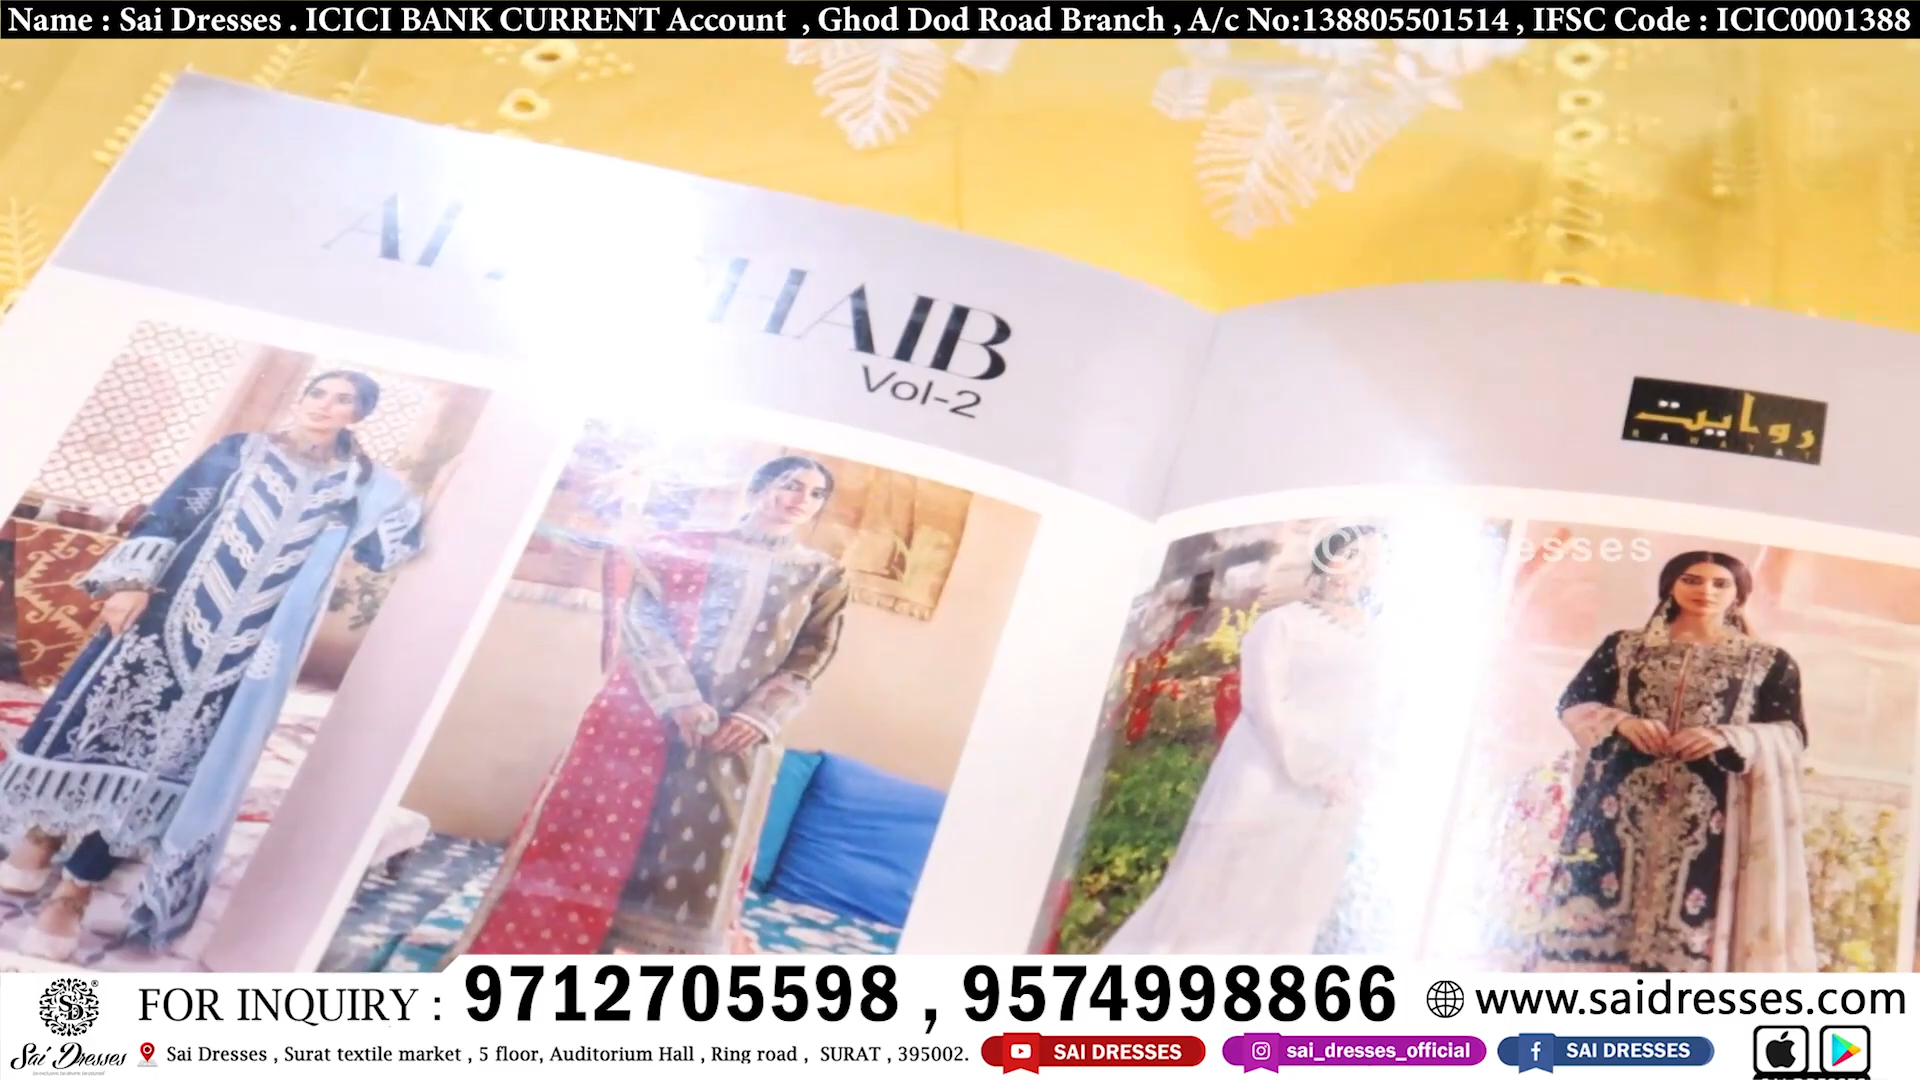 Name : Sai Dresses . ICICI BANK CURRENT Account , Ghod Dod Road Branch , A/c No:138805501514 , IFSC Code : ICIC0001388
Vol-2
روایت
RAWAYAT
FOR INQUIRY : 9712705598 , 9574998866
www.saidresses.com
Sai Dresses
Sai Dresses , Surat textile market , 5 floor, Auditorium Hall , Ring road , SURAT , 395002.
SAI DRESSES
sai_dresses_official
SAI DRESSES